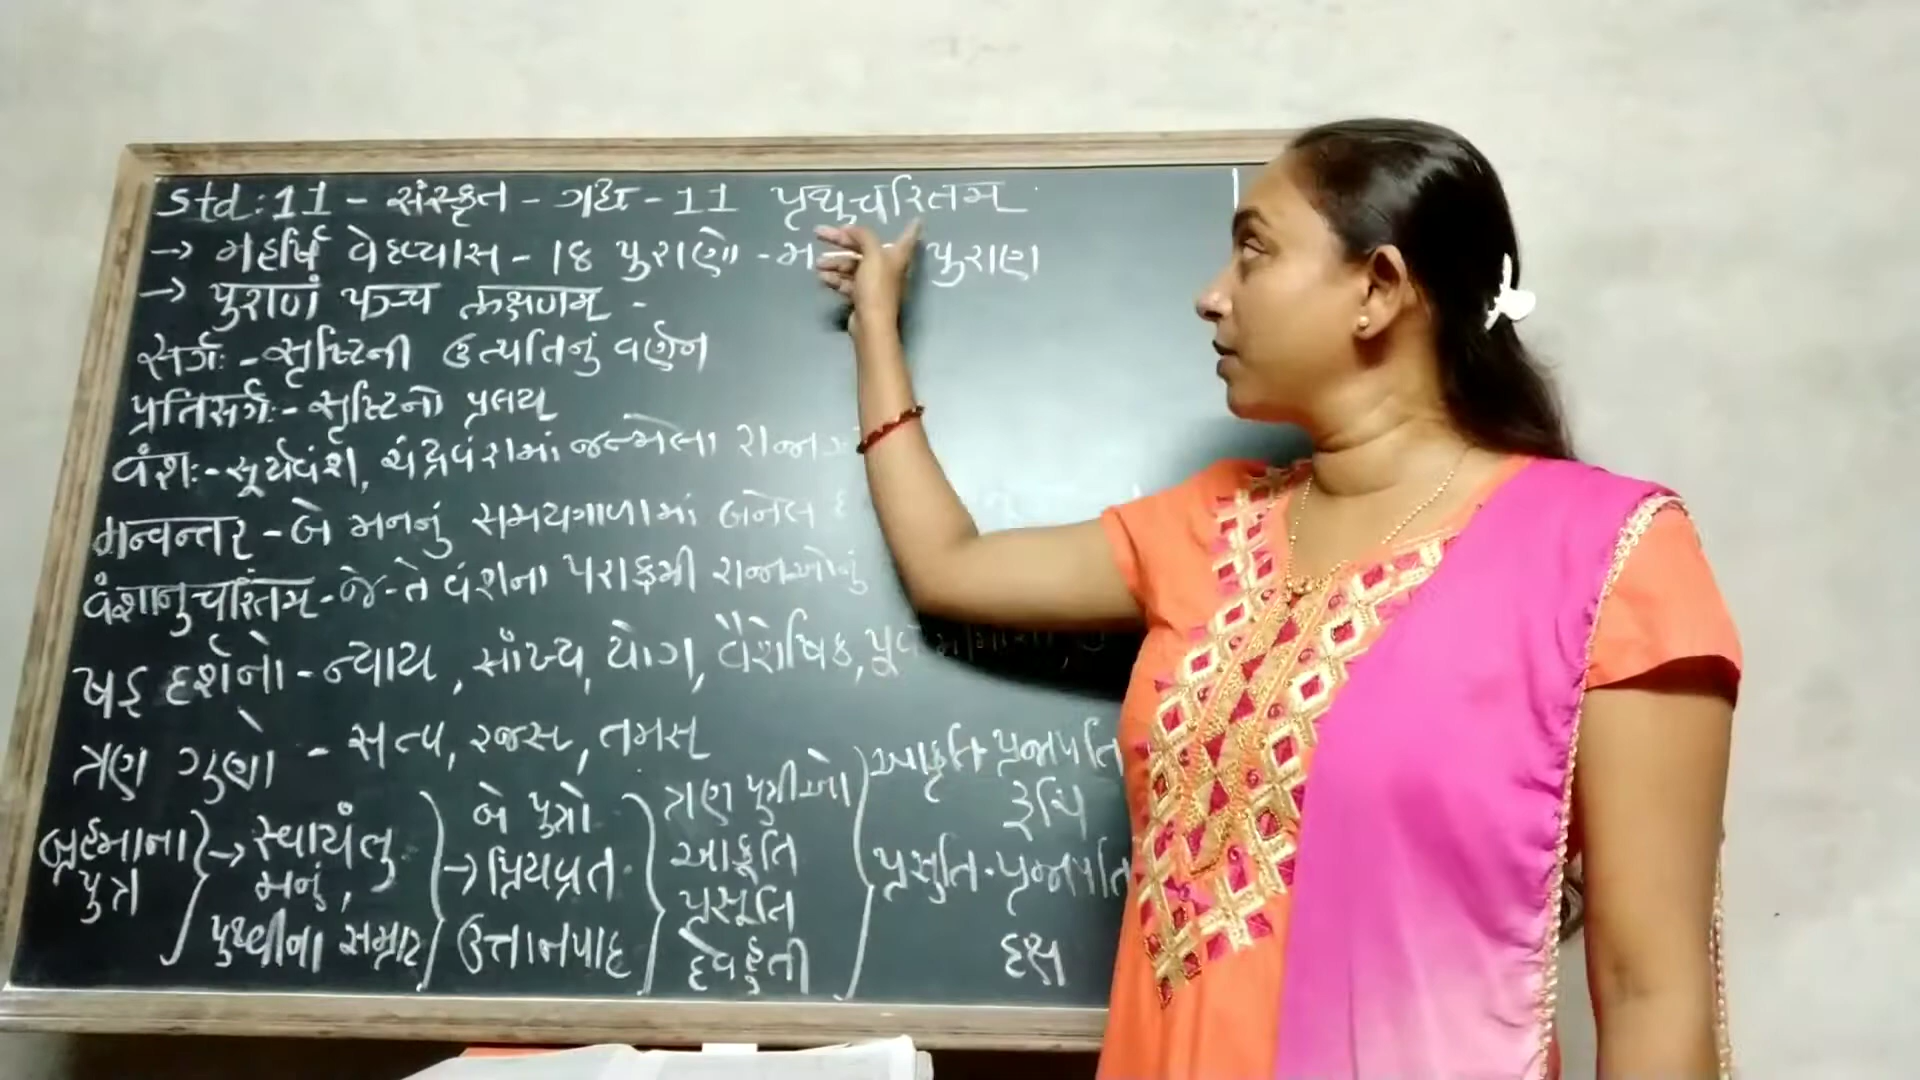 Std: 11 - સંસ્કૃત - ગદ્ય - 11 પૃથુચરિતમ્
→ મહર્ષિ વેદવ્યાસ - 18 પુરાણો - પુરાણ
→ પુરાણં પઞ્ચ લક્ષણમ્ -
સર્ગઃ - સૃષ્ટિની ઉત્પતિનું વર્ણન
પ્રતિસર્ગઃ - સૃષ્ટિનો પ્રલય
વંશઃ - સૂર્યવંશ, ચંદ્રવંશમાં જન્મેલા
મન્વન્તર - બે મનનું સમયગાળામાં બનેલ
વંશાનુચરિતમ્ - જે-તે વંશના પરાક્રમી રાજાઓનું
ષડ્ દર્શનો - ન્યાય, સાંખ્ય, યોગ, વૈશેષિક, પૂર્વ
ત્રણ ગુણો - સત્વ, રજસ્, તમસ્
બ્રહ્માના પુત્ર → સ્વાયંભુ મનું, પૃથ્વીના સમ્રાટ
બે પુત્રો → પ્રિયવ્રત ઉત્તાનપાદ
ત્રણ પુત્રીઓ
આકૂતિ
પ્રસૂતિ
દેવહુતી
આકૃતિ - પ્રજાપતિ
રૂચિ
પ્રસુતિ - પ્રજાપતિ
દક્ષ